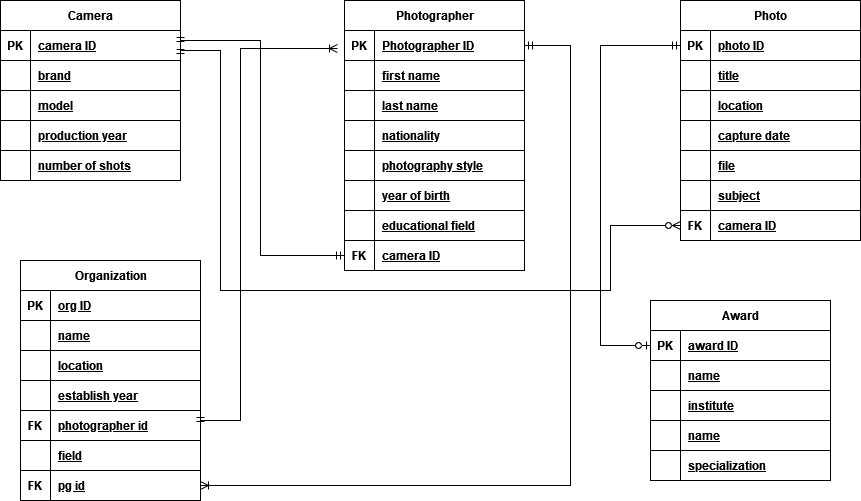 Camera
PK camera ID
brand
model
production year
number of shots
Photographer
PK Photographer ID
first name
last name
nationality
photography style
year of birth
educational field
FK camera ID
Photo
PK photo ID
title
location
capture date
file
subject
FK camera ID
Organization
PK org ID
name
location
establish year
FK photographer id
field
FK pg id
Award
PK award ID
name
institute
name
specialization